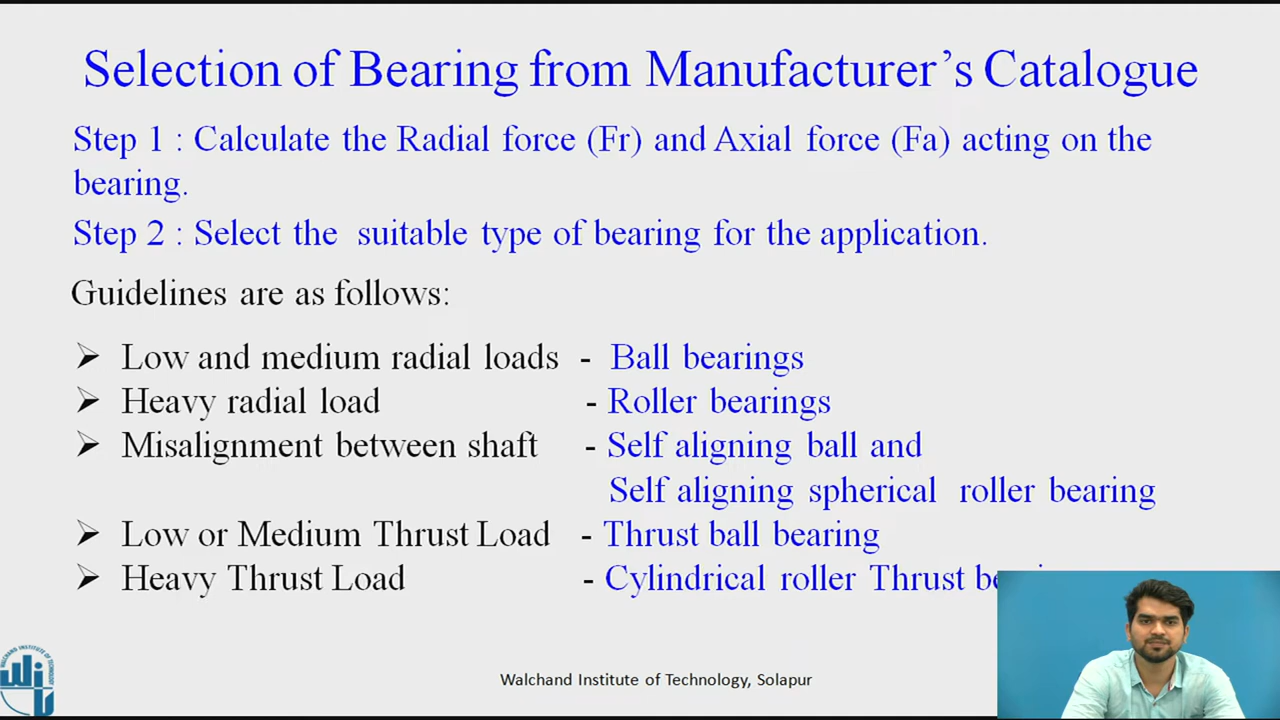 Selection of Bearing from Manufacturer’s Catalogue
Step 1 : Calculate the Radial force (Fr) and Axial force (Fa) acting on the
bearing.
Step 2 : Select the suitable type of bearing for the application.
Guidelines are as follows:
➢ Low and medium radial loads - Ball bearings
➢ Heavy radial load - Roller bearings
➢ Misalignment between shaft - Self aligning ball and
Self aligning spherical roller bearing
➢ Low or Medium Thrust Load - Thrust ball bearing
➢ Heavy Thrust Load - Cylindrical roller Thrust
WALCHAND INSTITUTE OF TECHNOLOGY
Walchand Institute of Technology, Solapur